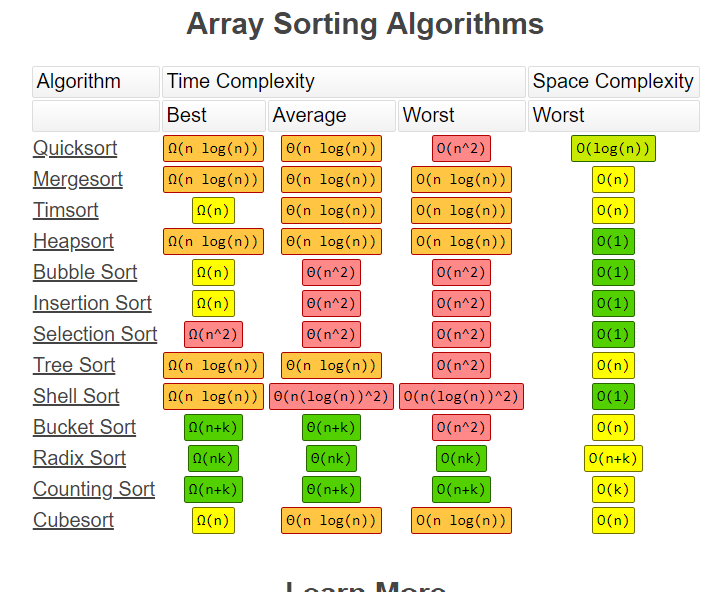 Array Sorting Algorithms
Algorithm Time Complexity Space Complexity
Best Average Worst Worst
Quicksort Ω(n log(n)) Θ(n log(n)) O(n^2) O(log(n))
Mergesort Ω(n log(n)) Θ(n log(n)) O(n log(n)) O(n)
Timsort Ω(n) Θ(n log(n)) O(n log(n)) O(n)
Heapsort Ω(n log(n)) Θ(n log(n)) O(n log(n)) O(1)
Bubble Sort Ω(n) Θ(n^2) O(n^2) O(1)
Insertion Sort Ω(n) Θ(n^2) O(n^2) O(1)
Selection Sort Ω(n^2) Θ(n^2) O(n^2) O(1)
Tree Sort Ω(n log(n)) Θ(n log(n)) O(n^2) O(n)
Shell Sort Ω(n log(n)) Θ(n(log(n))^2) O(n(log(n))^2) O(1)
Bucket Sort Ω(n+k) Θ(n+k) O(n^2) O(n)
Radix Sort Ω(nk) Θ(nk) O(nk) O(n+k)
Counting Sort Ω(n+k) Θ(n+k) O(n+k) O(k)
Cubesort Ω(n) Θ(n log(n)) O(n log(n)) O(n)
Learn More